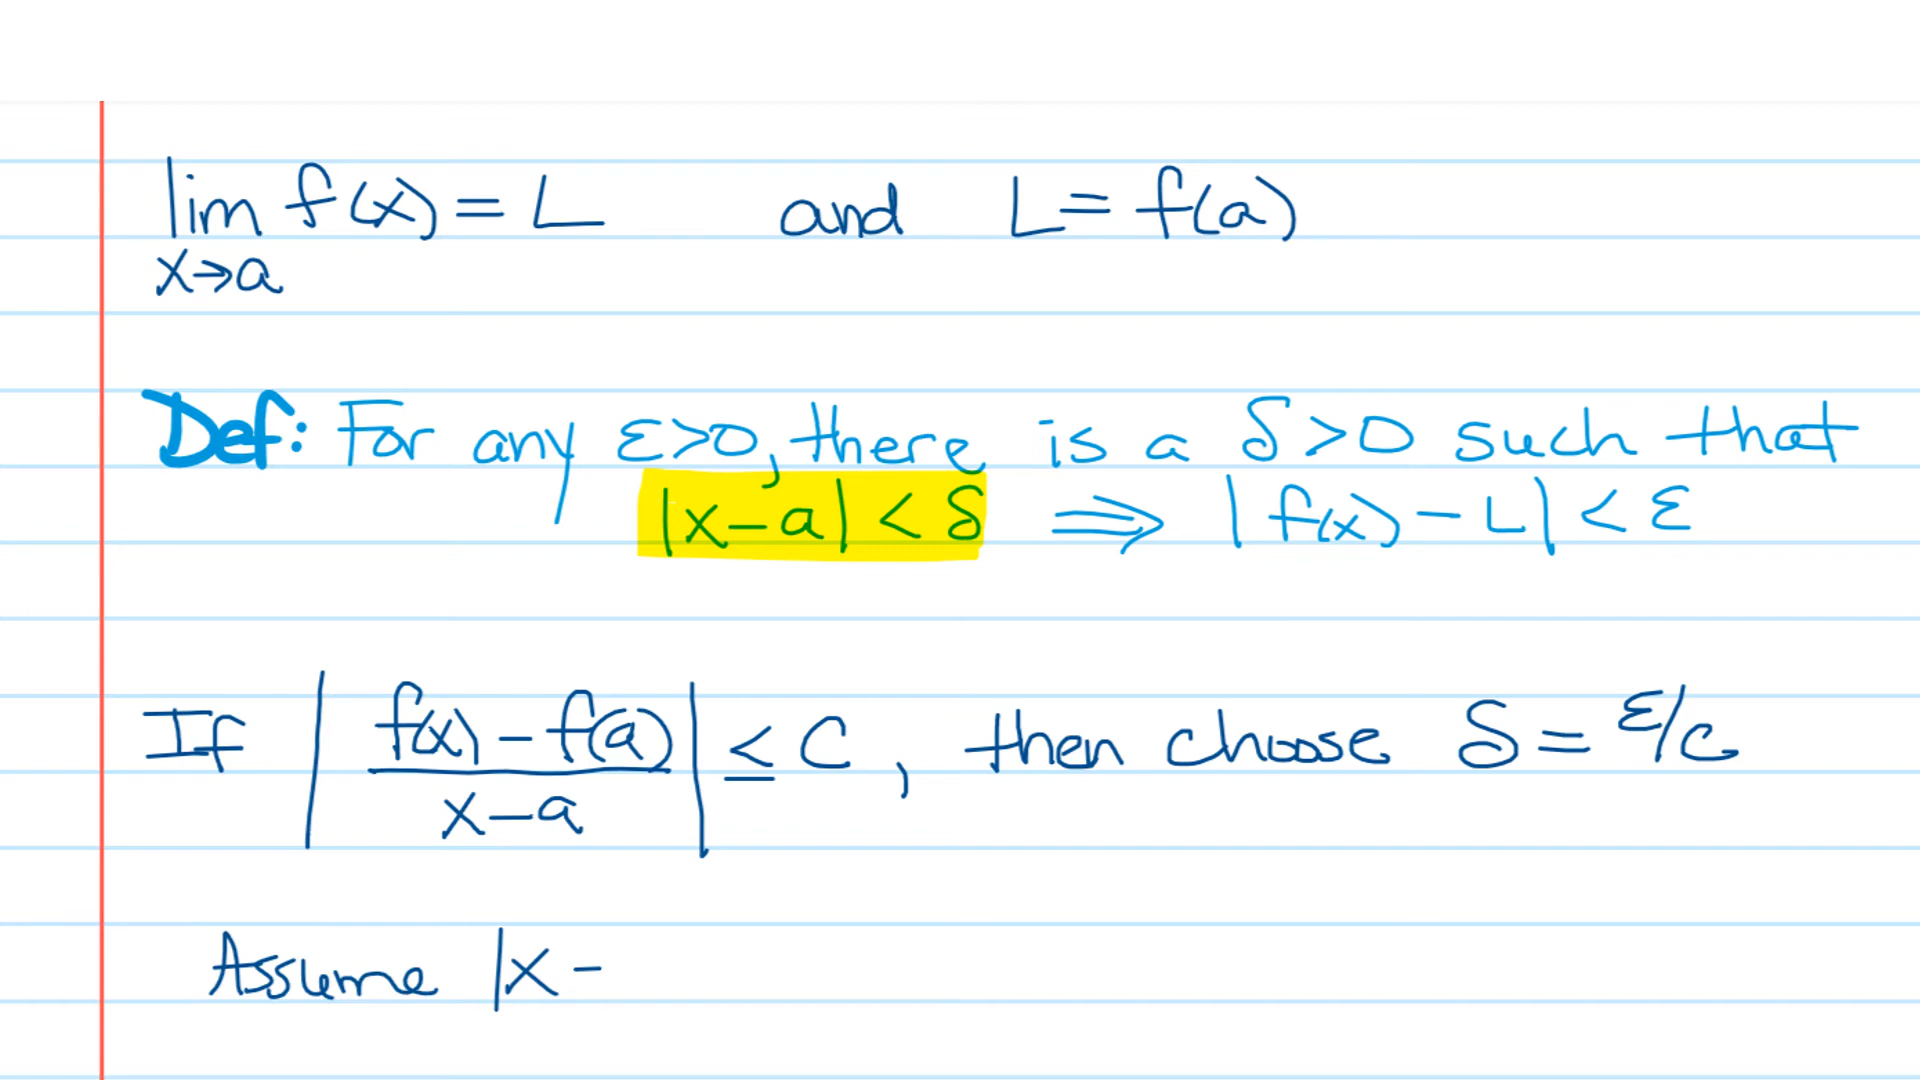 lim f(x) = L and L = f(a)
x→a
Def: For any ε>0, there is a δ>0 such that
|x-a| < δ ⟹ |f(x) - L| < ε
If | f(x) - f(a) / x-a | ≤ C, then choose δ = ε/C
Assume |x -